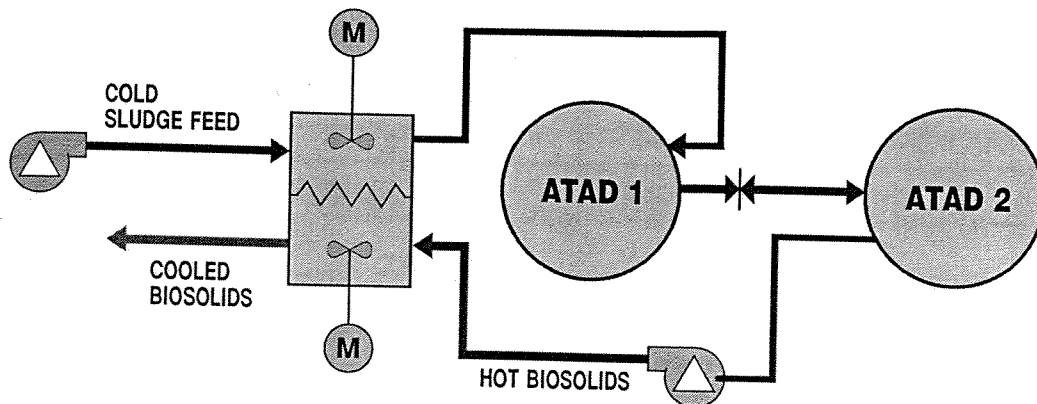 M
COLD
SLUDGE FEED
ATAD 1
ATAD 2
COOLED
BIOSOLIDS
M
HOT BIOSOLIDS